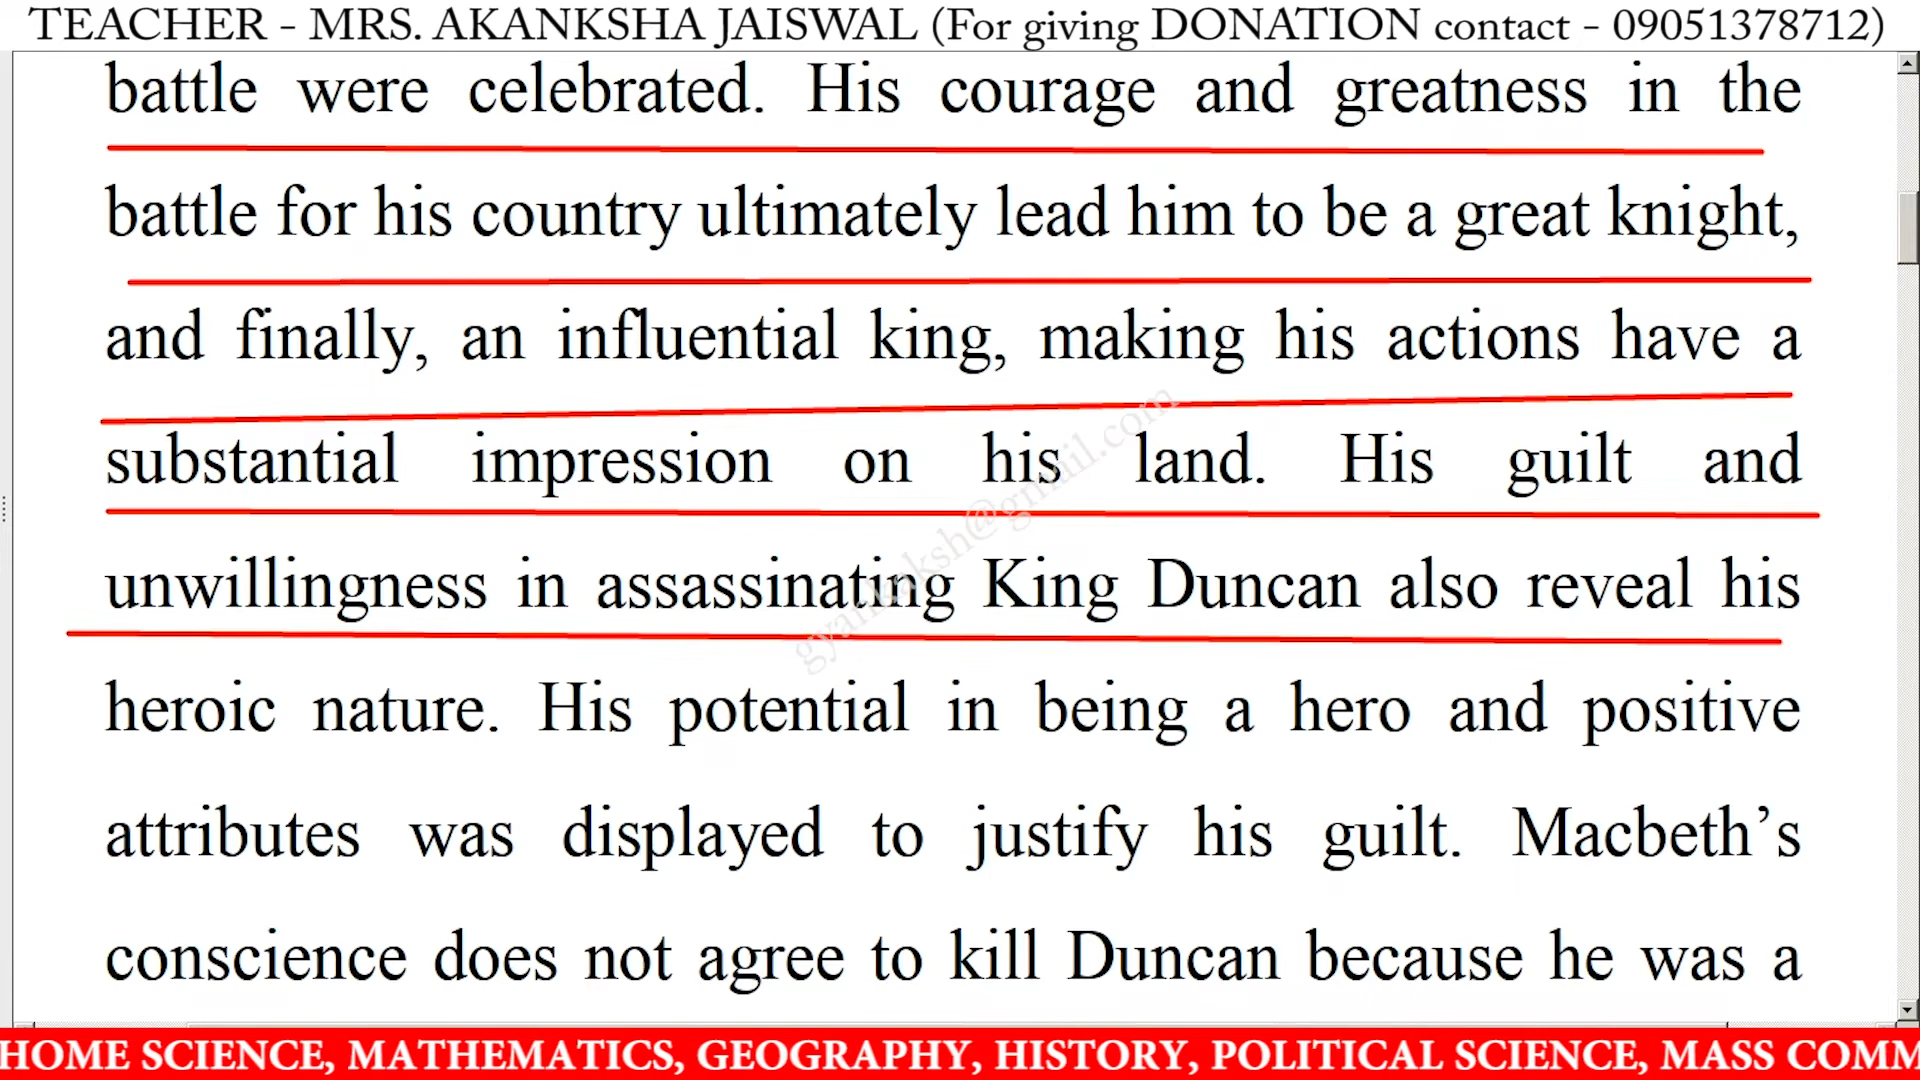 TEACHER - MRS. AKANKSHA JAISWAL (For giving DONATION contact - 09051378712)
battle were celebrated. His courage and greatness in the
battle for his country ultimately lead him to be a great knight,
and finally, an influential king, making his actions have a
substantial impression on his land. His guilt and
unwillingness in assassinating King Duncan also reveal his
heroic nature. His potential in being a hero and positive
attributes was displayed to justify his guilt. Macbeth’s
conscience does not agree to kill Duncan because he was a
gyankaksh@gmail.com
HOME SCIENCE, MATHEMATICS, GEOGRAPHY, HISTORY, POLITICAL SCIENCE, MASS COMM